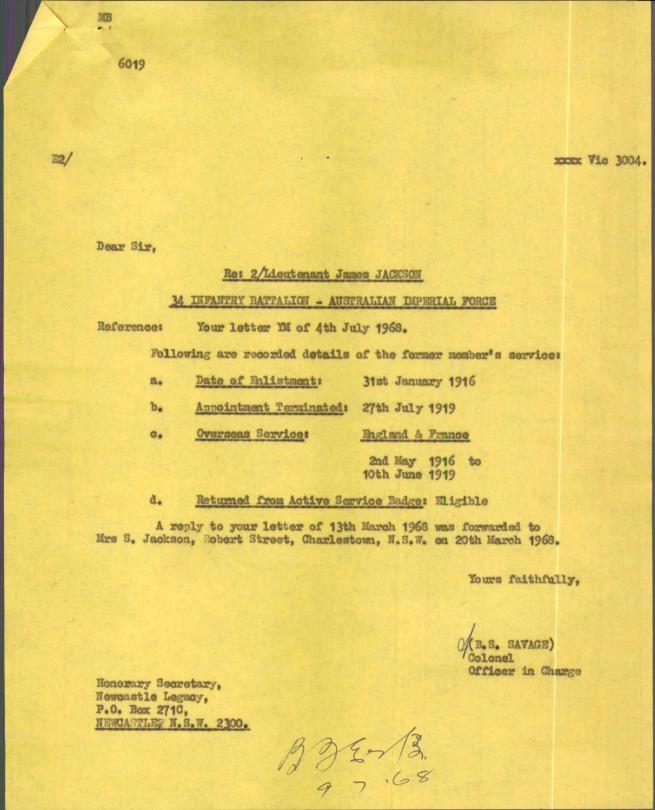 MB
6019
E2/
xxxx Vic 3004.
Dear Sir,
Re: 2/Lieutenant James JACKSON
34 INFANTRY BATTALION - AUSTRALIAN IMPERIAL FORCE
Reference: Your letter YM of 4th July 1968.
Following are recorded details of the former member's service:
a. Date of Enlistment: 31st January 1916
b. Appointment Terminated: 27th July 1919
c. Overseas Service: England & France
2nd May 1916 to
10th June 1919
d. Returned from Active Service Badge: Eligible
A reply to your letter of 13th March 1968 was forwarded to
Mrs S. Jackson, Robert Street, Charlestown, N.S.W. on 20th March 1968.
Yours faithfully,
(B.S. SAVAGE)
Colonel
Officer in Charge
Honorary Secretary,
Newcastle Legacy,
P.O. Box 271C,
NEWCASTLE N.S.W. 2300.
9 7 .68